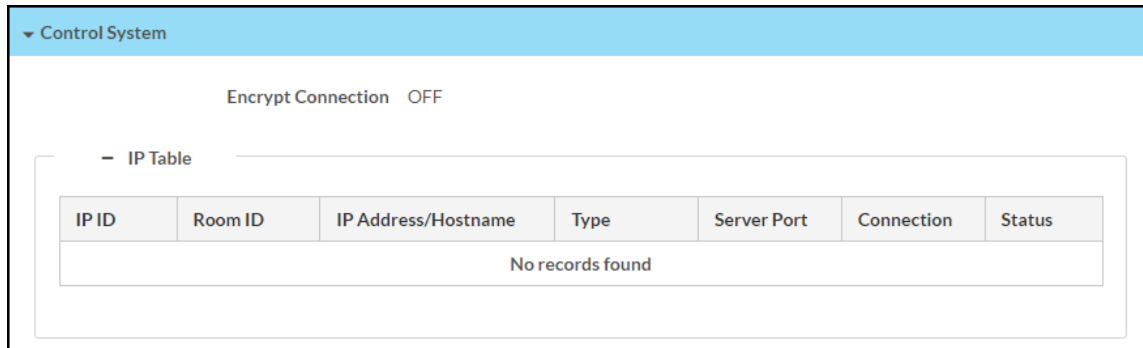 Control System
Encrypt Connection OFF
IP Table
IP ID Room ID IP Address/Hostname Type Server Port Connection Status
No records found